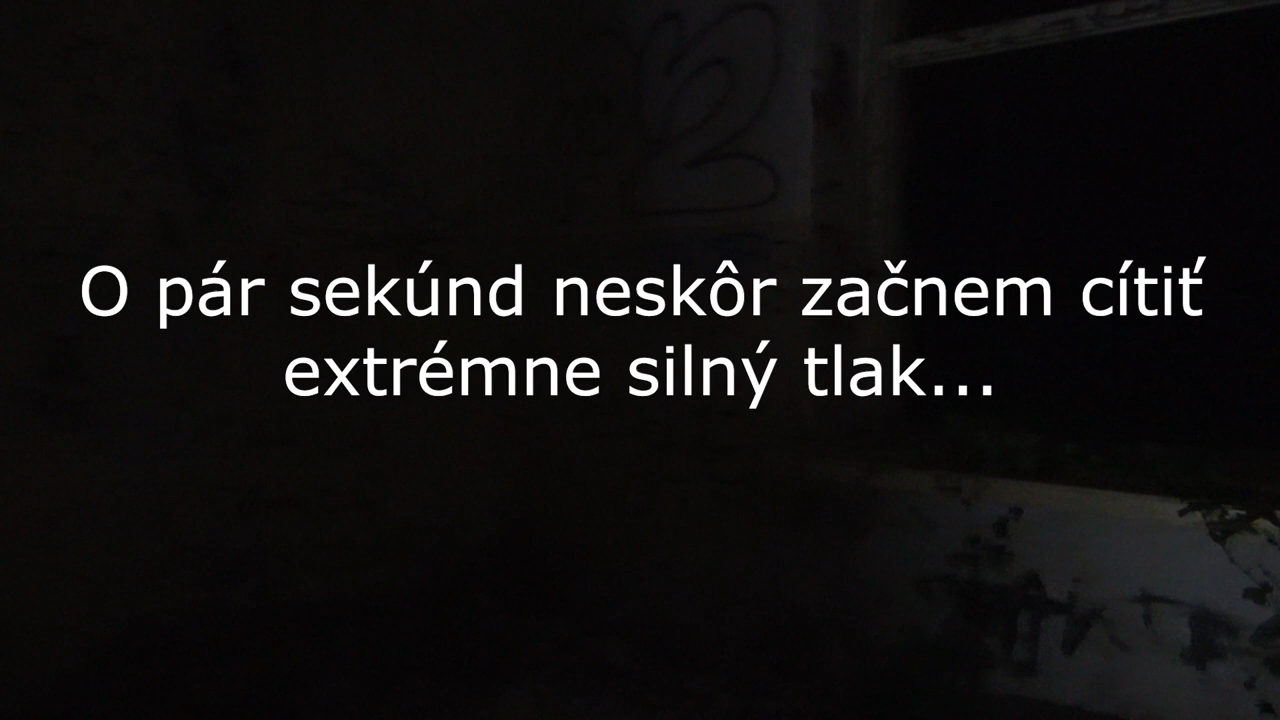 O pár sekúnd neskôr začnem cítiť
extrémne silný tlak...